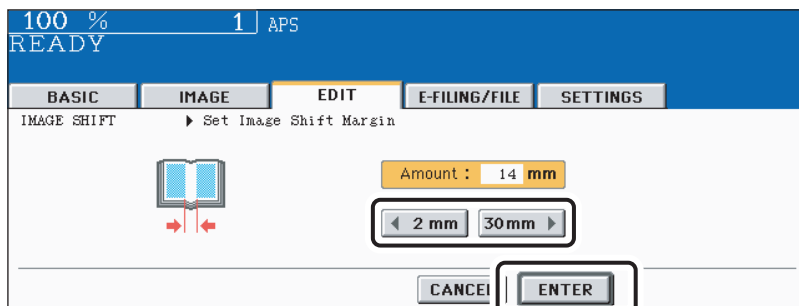 100 % 1 APS
READY
BASIC IMAGE EDIT E-FILING/FILE SETTINGS
IMAGE SHIFT ▶ Set Image Shift Margin
Amount : 14 mm
◀ 2 mm 30mm ▶
CANCEL ENTER